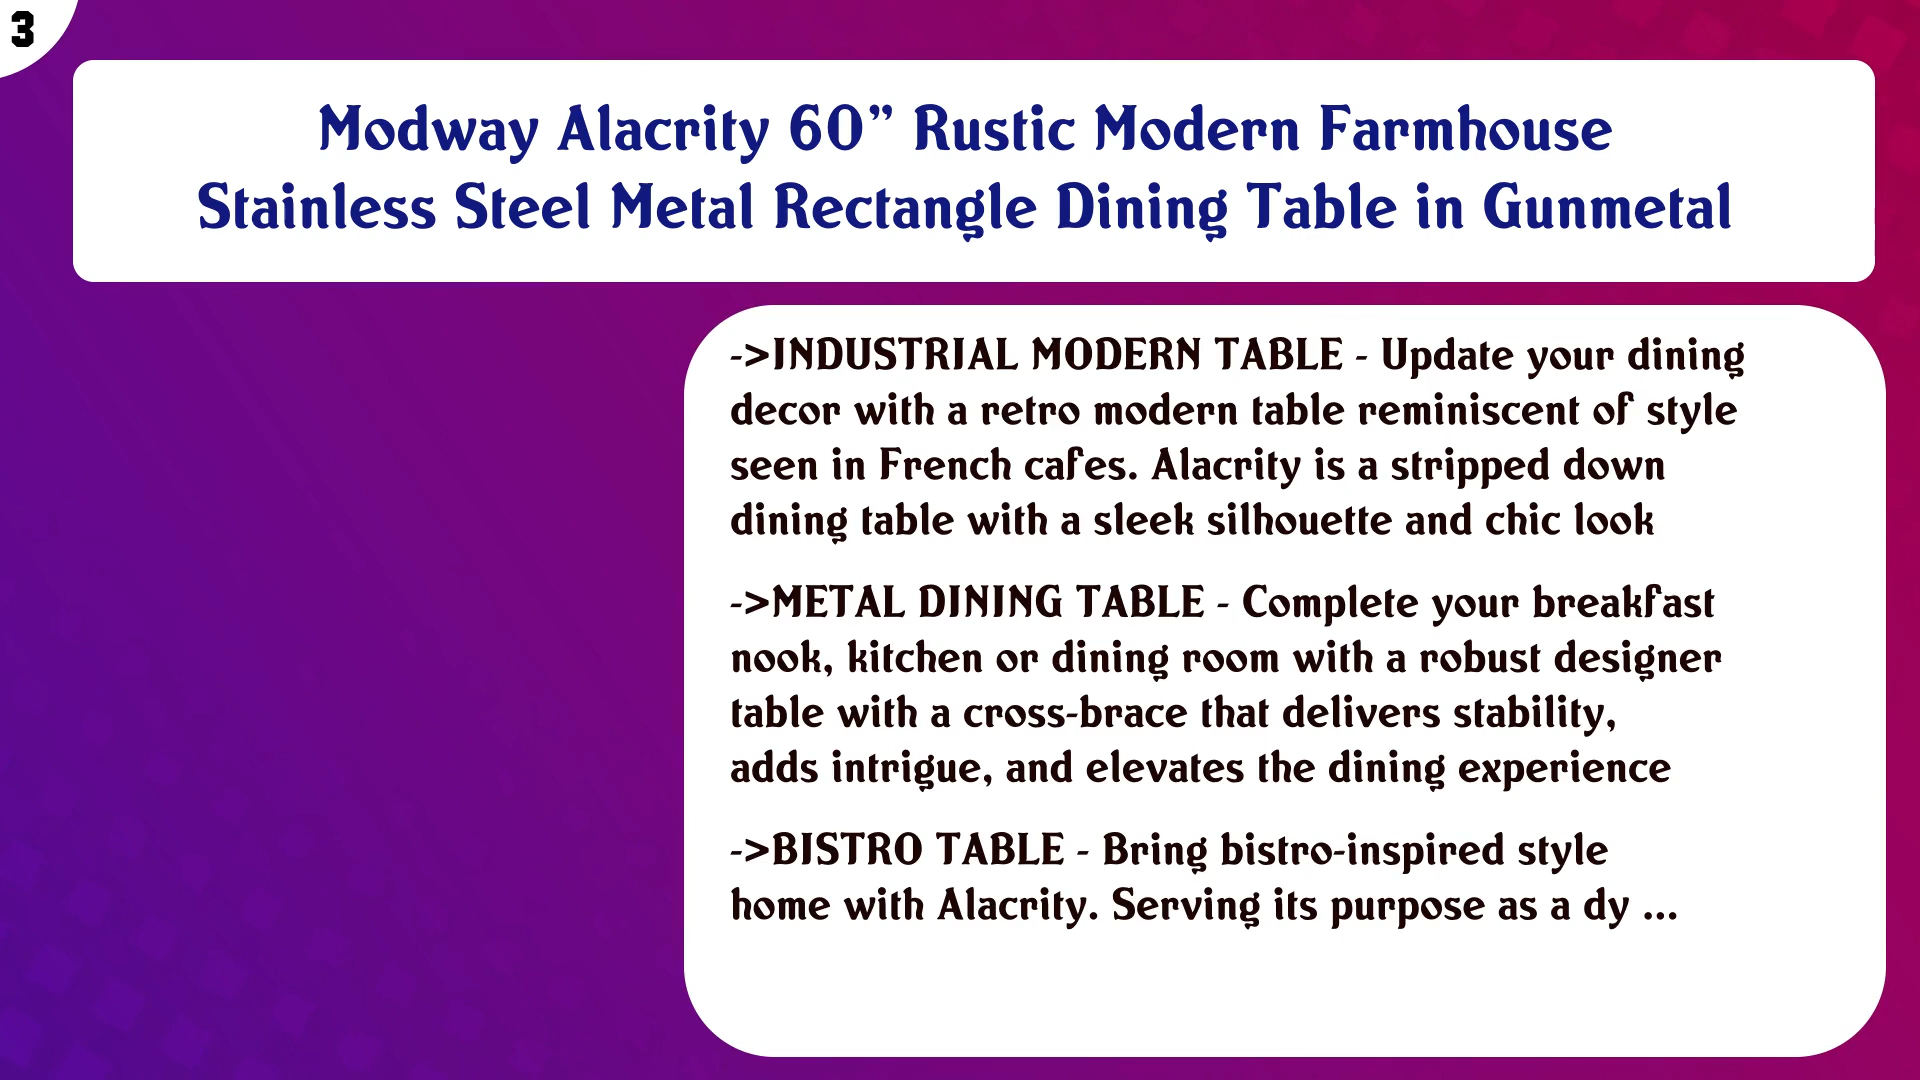 3
Modway Alacrity 60” Rustic Modern Farmhouse
Stainless Steel Metal Rectangle Dining Table in Gunmetal
->INDUSTRIAL MODERN TABLE - Update your dining
decor with a retro modern table reminiscent of style
seen in French cafes. Alacrity is a stripped down
dining table with a sleek silhouette and chic look
->METAL DINING TABLE - Complete your breakfast
nook, kitchen or dining room with a robust designer
table with a cross-brace that delivers stability,
adds intrigue, and elevates the dining experience
->BISTRO TABLE - Bring bistro-inspired style
home with Alacrity. Serving its purpose as a dy ...